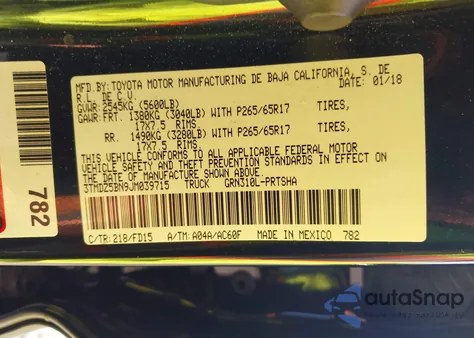 MFD.BY: TOYOTA MOTOR MANUFACTURING DE BAJA CALIFORNIA, S. DE
R.L. DE C.V. DATE: 01/18
GVWR: 2545KG (5600LB)
GAWR: FRT. 1380KG (3040LB) WITH P265/65R17 TIRES,
17X7.5 RIMS
RR. 1490KG (3280LB) WITH P265/65R17 TIRES,
17X7.5 RIMS
THIS VEHICLE CONFORMS TO ALL APPLICABLE FEDERAL MOTOR
VEHICLE SAFETY AND THEFT PREVENTION STANDARDS IN EFFECT ON
THE DATE OF MANUFACTURE SHOWN ABOVE.
3TMDZ5BN9JM039715 TRUCK GRN310L-PRTSHA
C/TR: 218/FD15 A/TM: A04A/AC60F MADE IN MEXICO 782
782
autoSnap